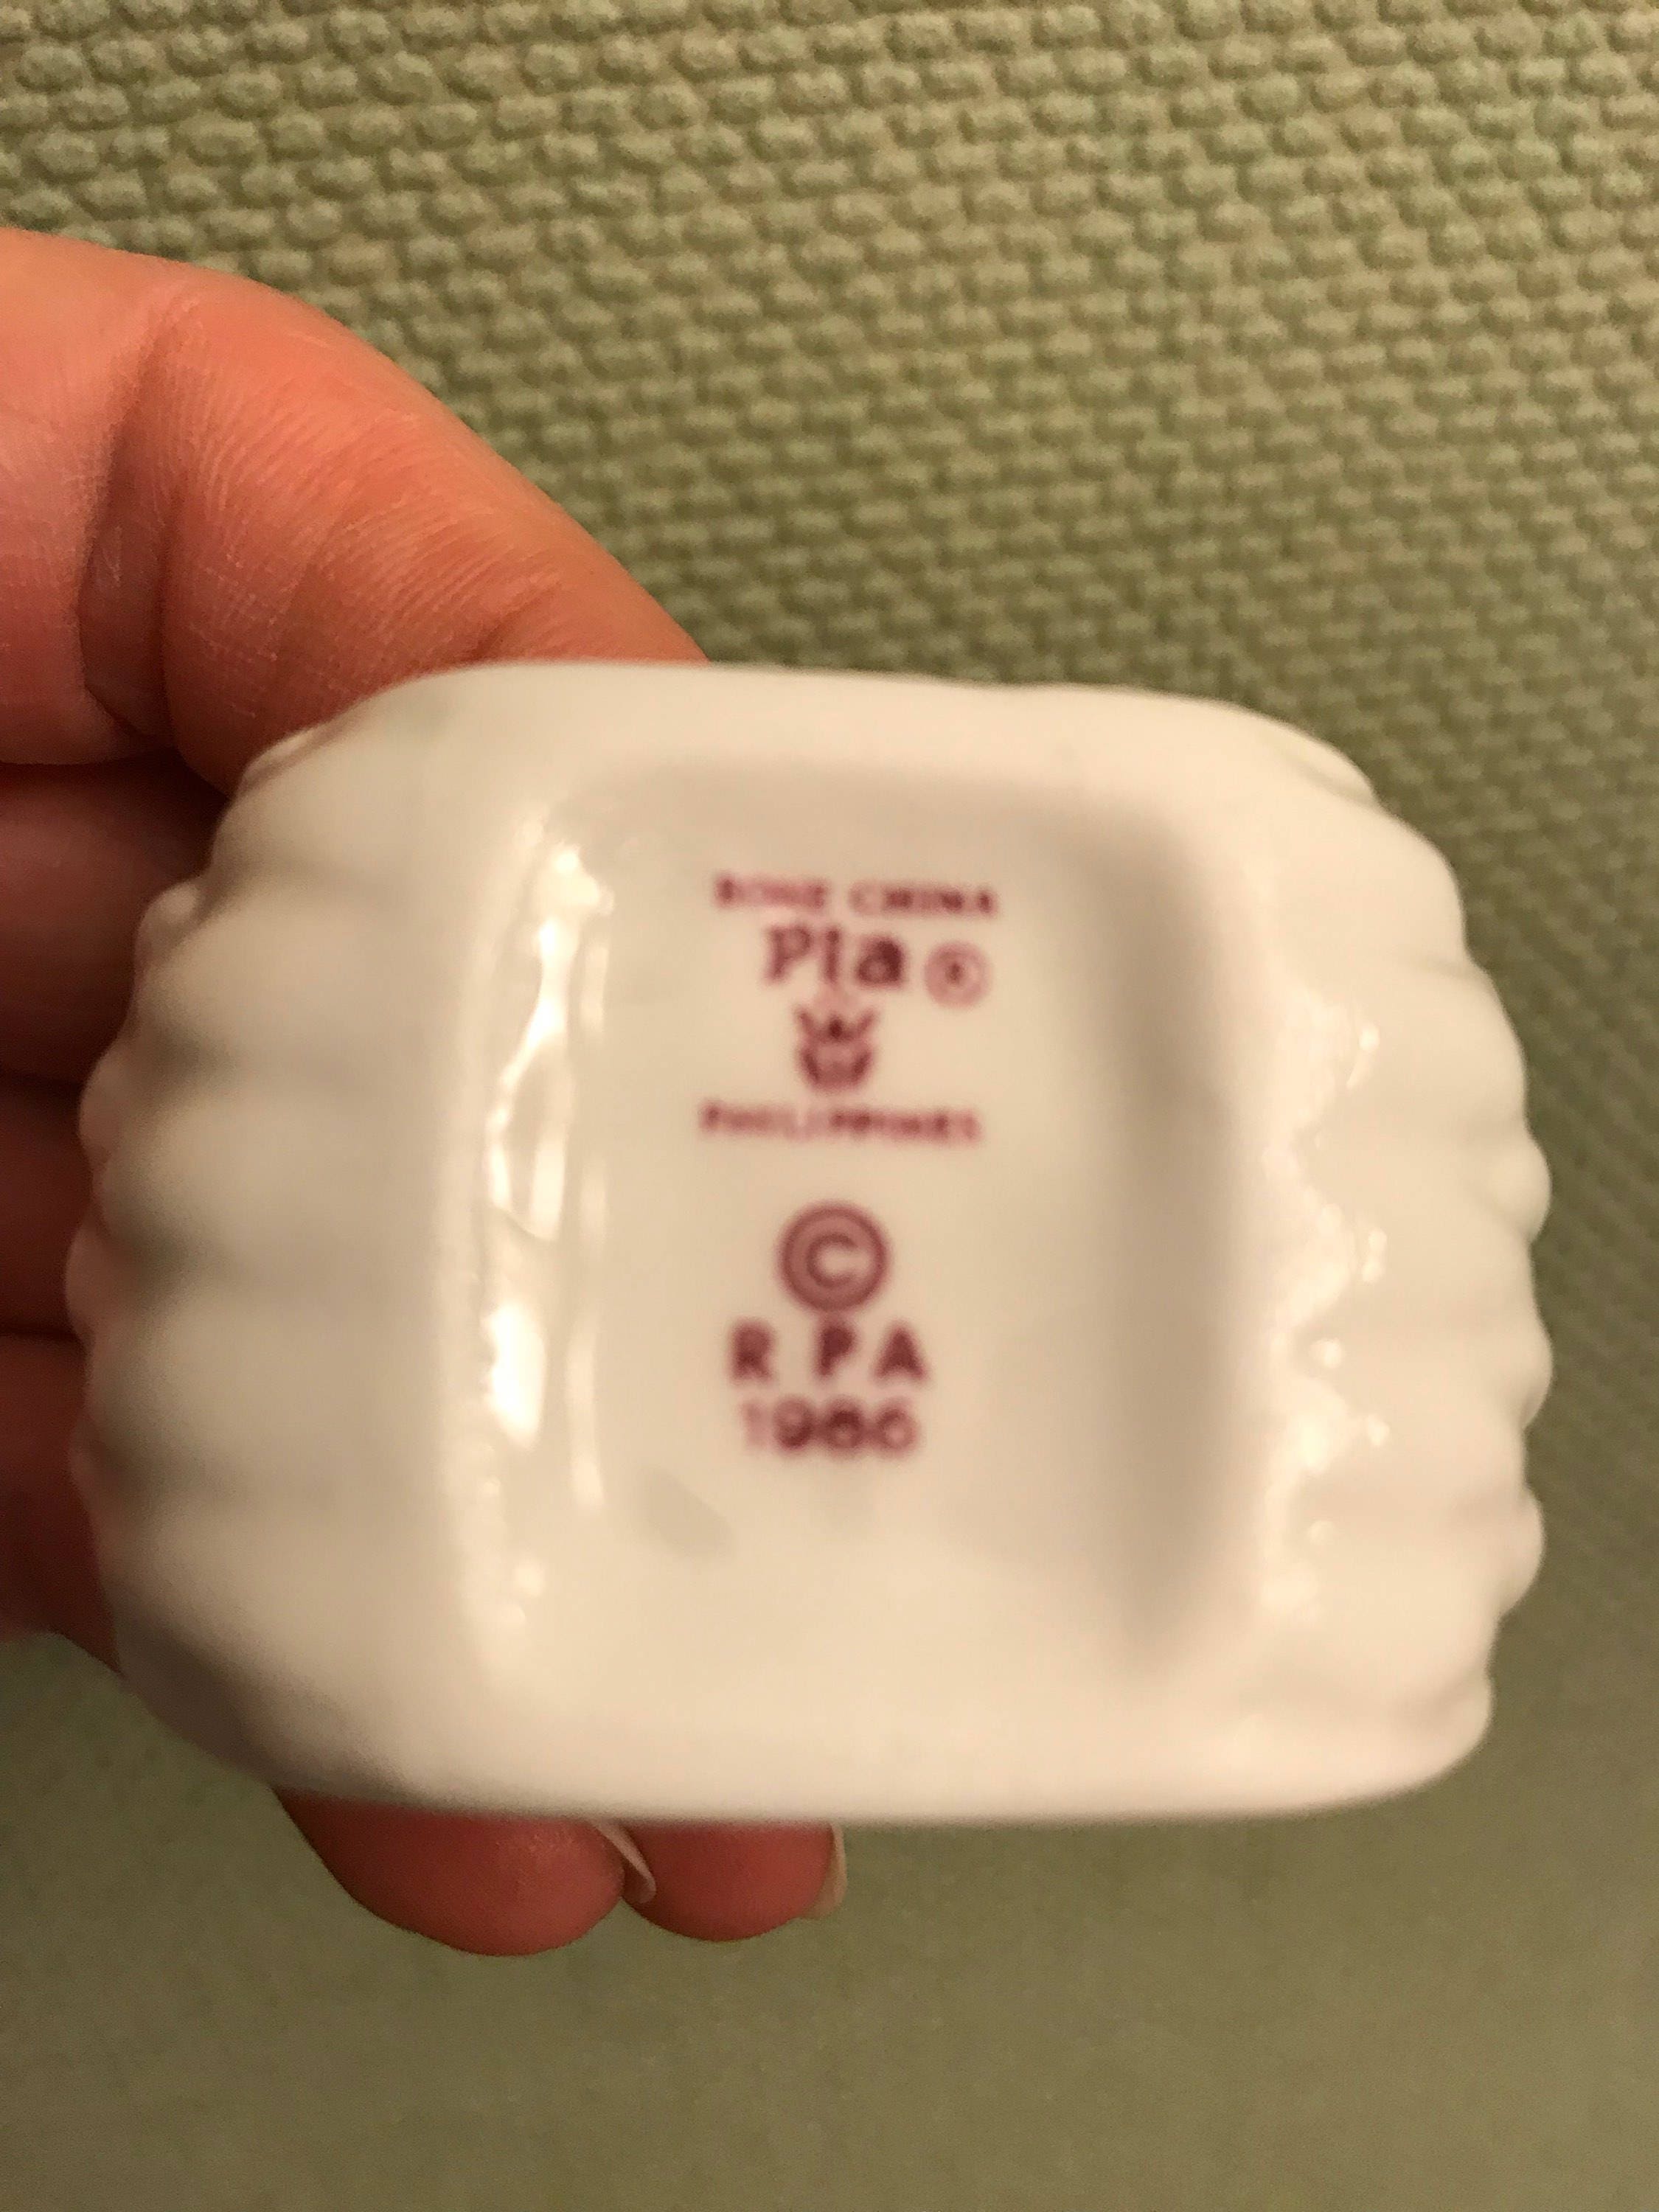 BONE CHINA
Pia ®
PHILIPPINES
©
R P A
1986